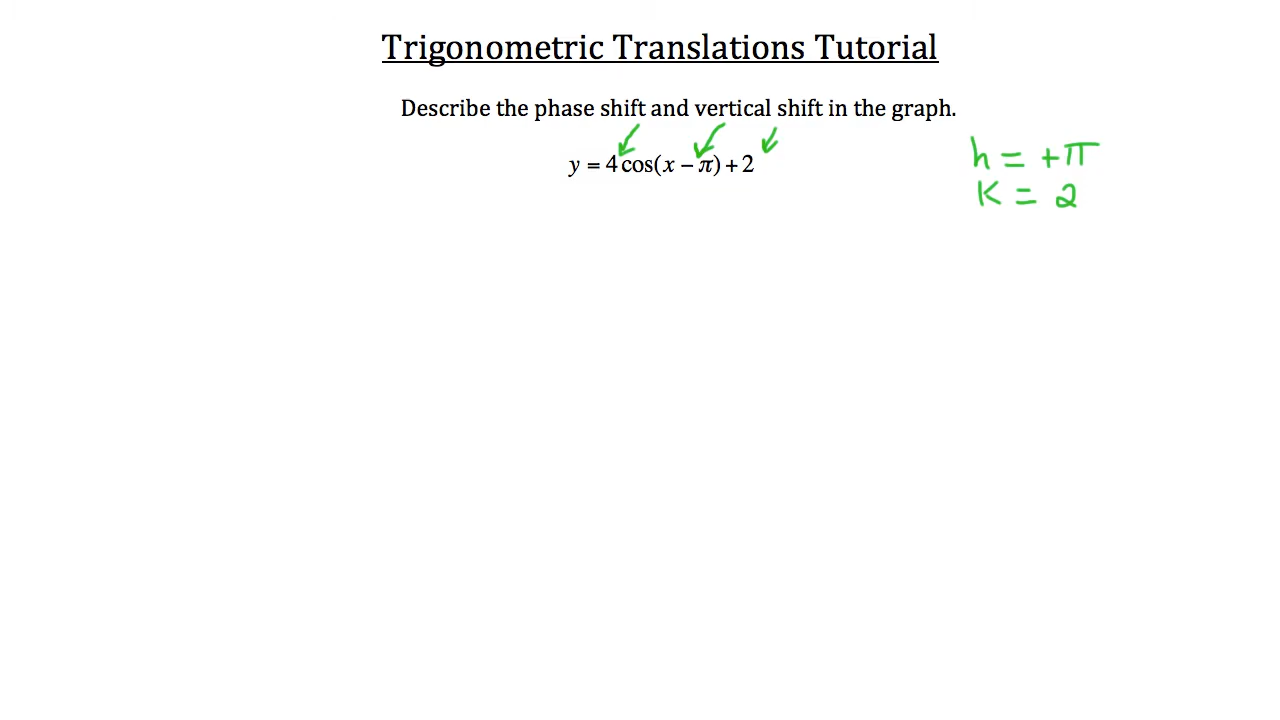 Trigonometric Translations Tutorial
Describe the phase shift and vertical shift in the graph.
y = 4cos(x − π) + 2
h = +π
K = 2